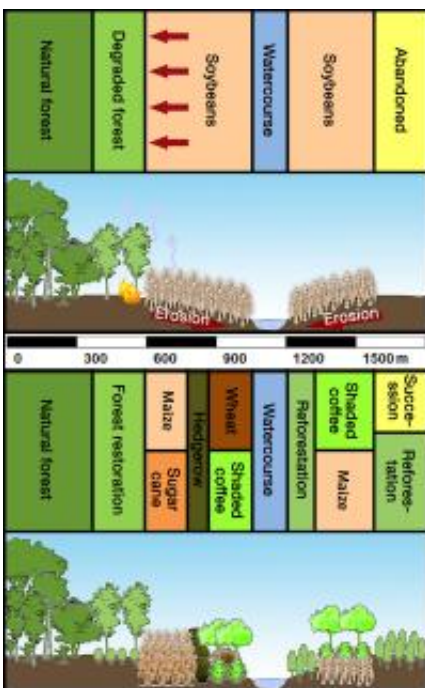 Natural forest
Degraded forest
Soybeans
Watercourse
Soybeans
Abandoned
Erosion
Erosion
0 300 600 900 1200 1500 m
Natural forest
Forest restoration
Maize
Sugar
cane
Hedgerow
Wheat
Shaded
coffee
Watercourse
Reforestation
Shaded
coffee
Maize
Succe-
ssion
Refores-
tation